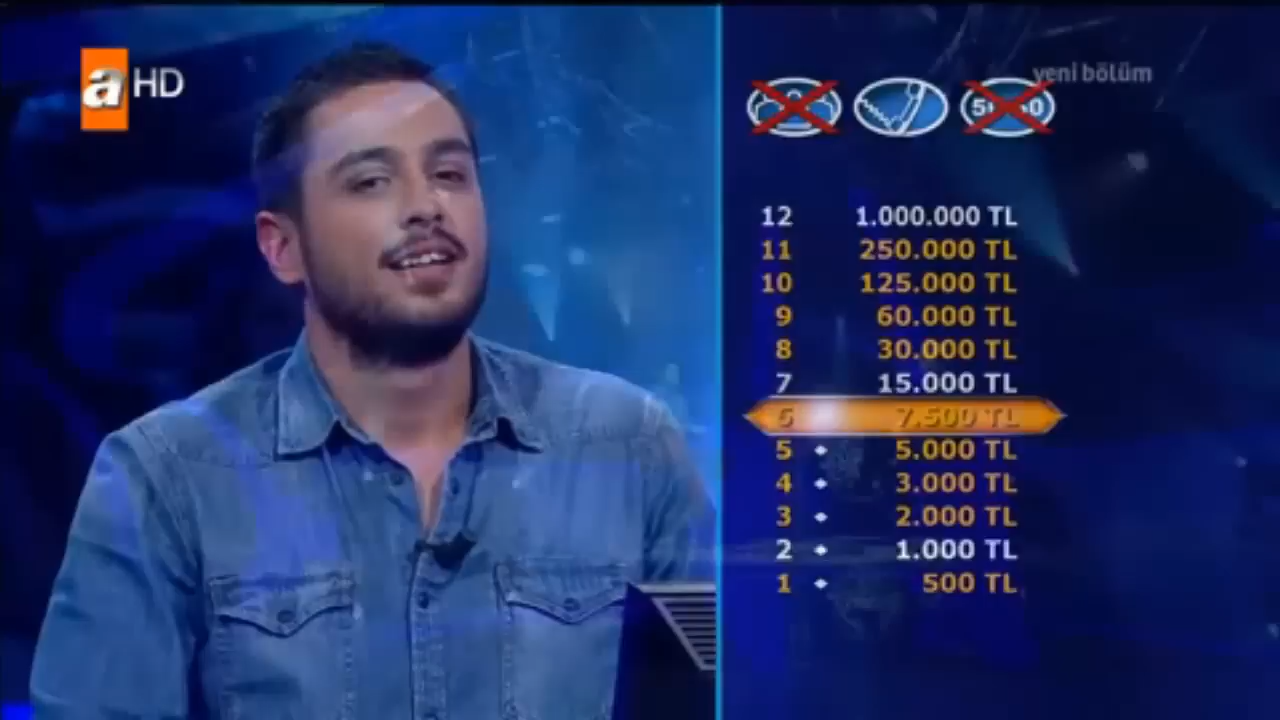 a HD
yeni bölüm
50:50
12 1.000.000 TL
11 250.000 TL
10 125.000 TL
9 60.000 TL
8 30.000 TL
7 15.000 TL
6 7.500 TL
5 5.000 TL
4 3.000 TL
3 2.000 TL
2 1.000 TL
1 500 TL